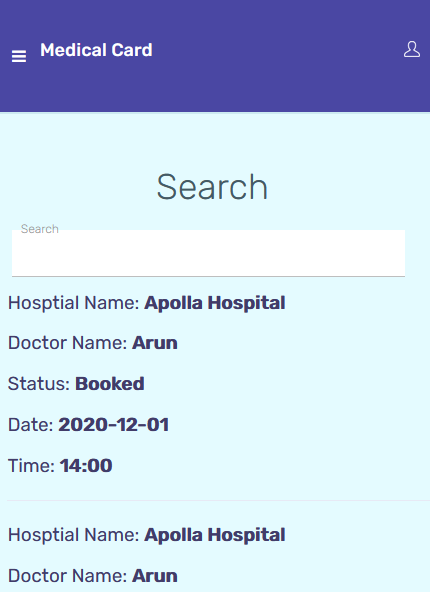 Medical Card
Search
Search
Hosptial Name: Apolla Hospital
Doctor Name: Arun
Status: Booked
Date: 2020-12-01
Time: 14:00
Hosptial Name: Apolla Hospital
Doctor Name: Arun